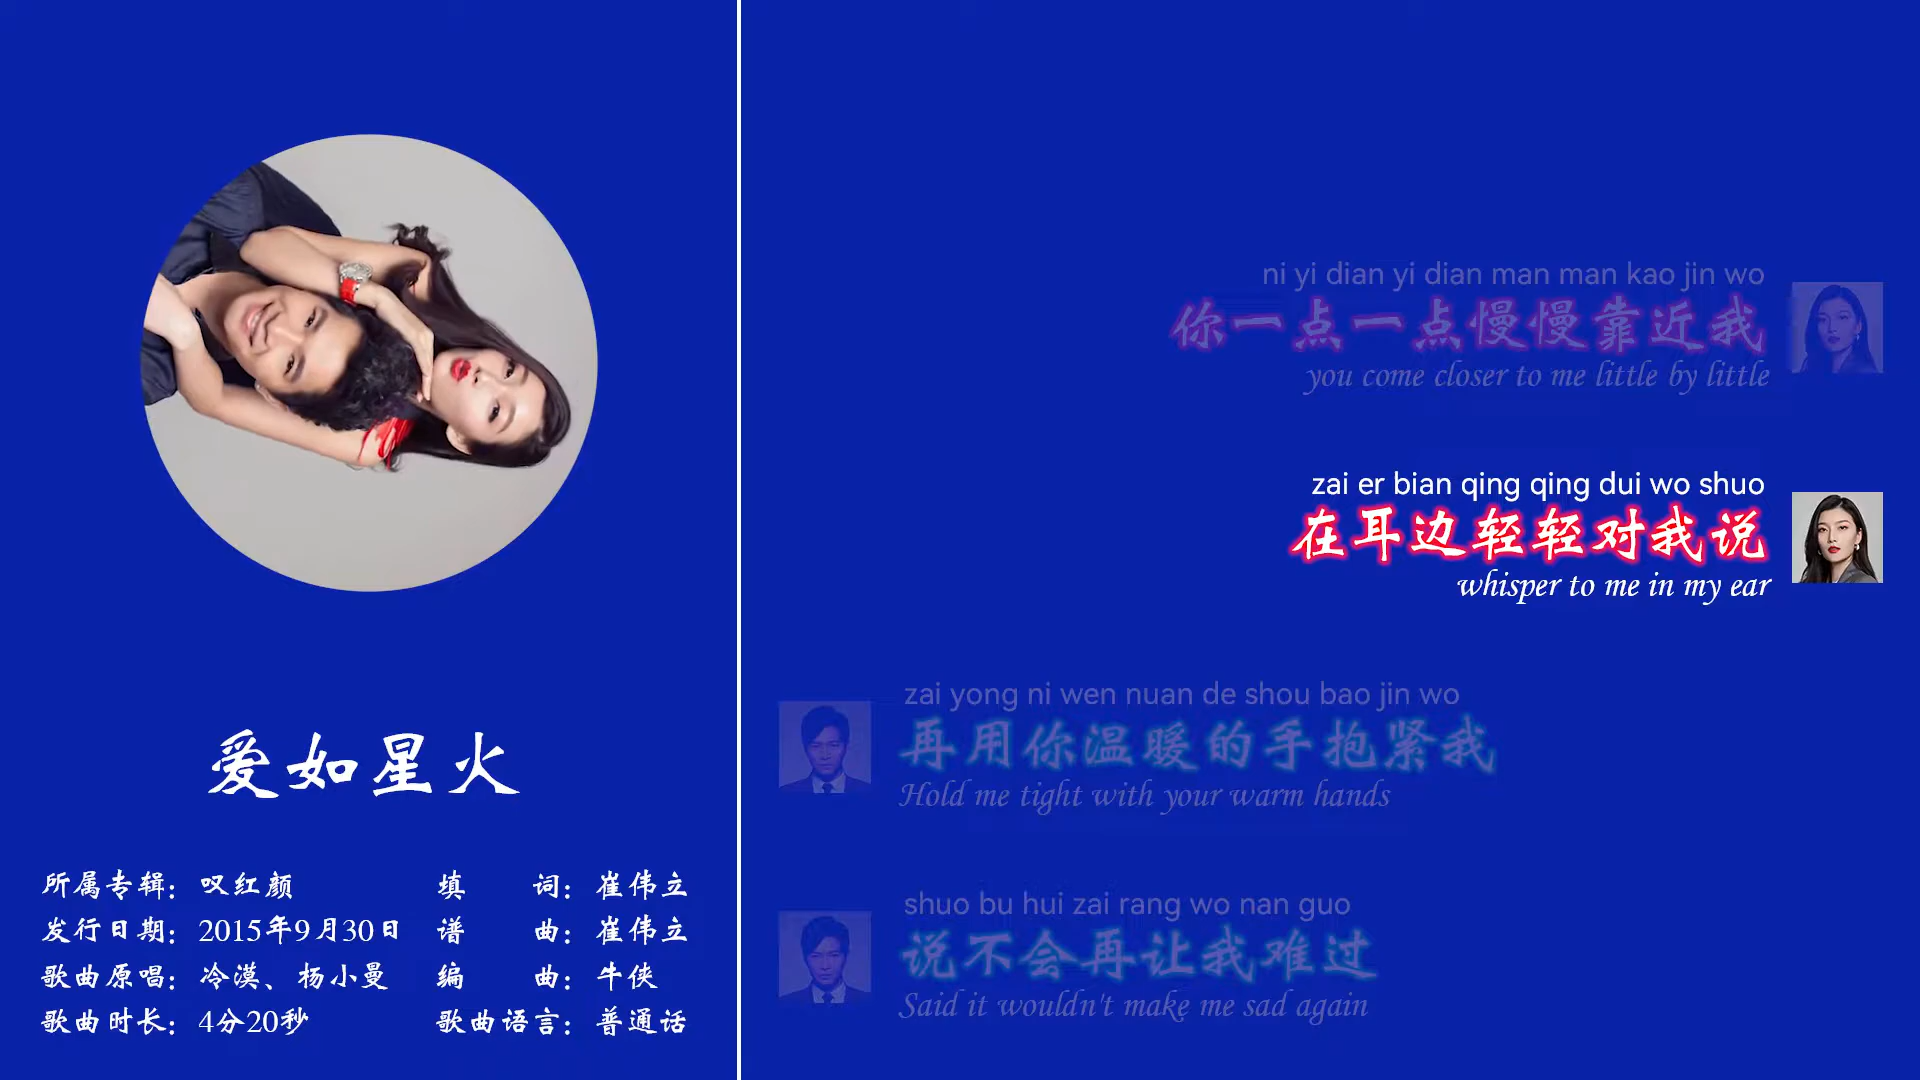 爱如星火
所属专辑: 叹红颜
填 词: 崔伟立
发行日期: 2015年9月30日
谱 曲: 崔伟立
歌曲原唱: 冷漠、杨小曼
编 曲: 牛侠
歌曲时长: 4分20秒
歌曲语言: 普通话
ni yi dian yi dian man man kao jin wo
你一点一点慢慢靠近我
you come closer to me little by little
zai er bian qing qing dui wo shuo
在耳边轻轻对我说
whisper to me in my ear
zai yong ni wen nuan de shou bao jin wo
再用你温暖的手抱紧我
Hold me tight with your warm hands
shuo bu hui zai rang wo nan guo
说不会再让我难过
Said it wouldn't make me sad again